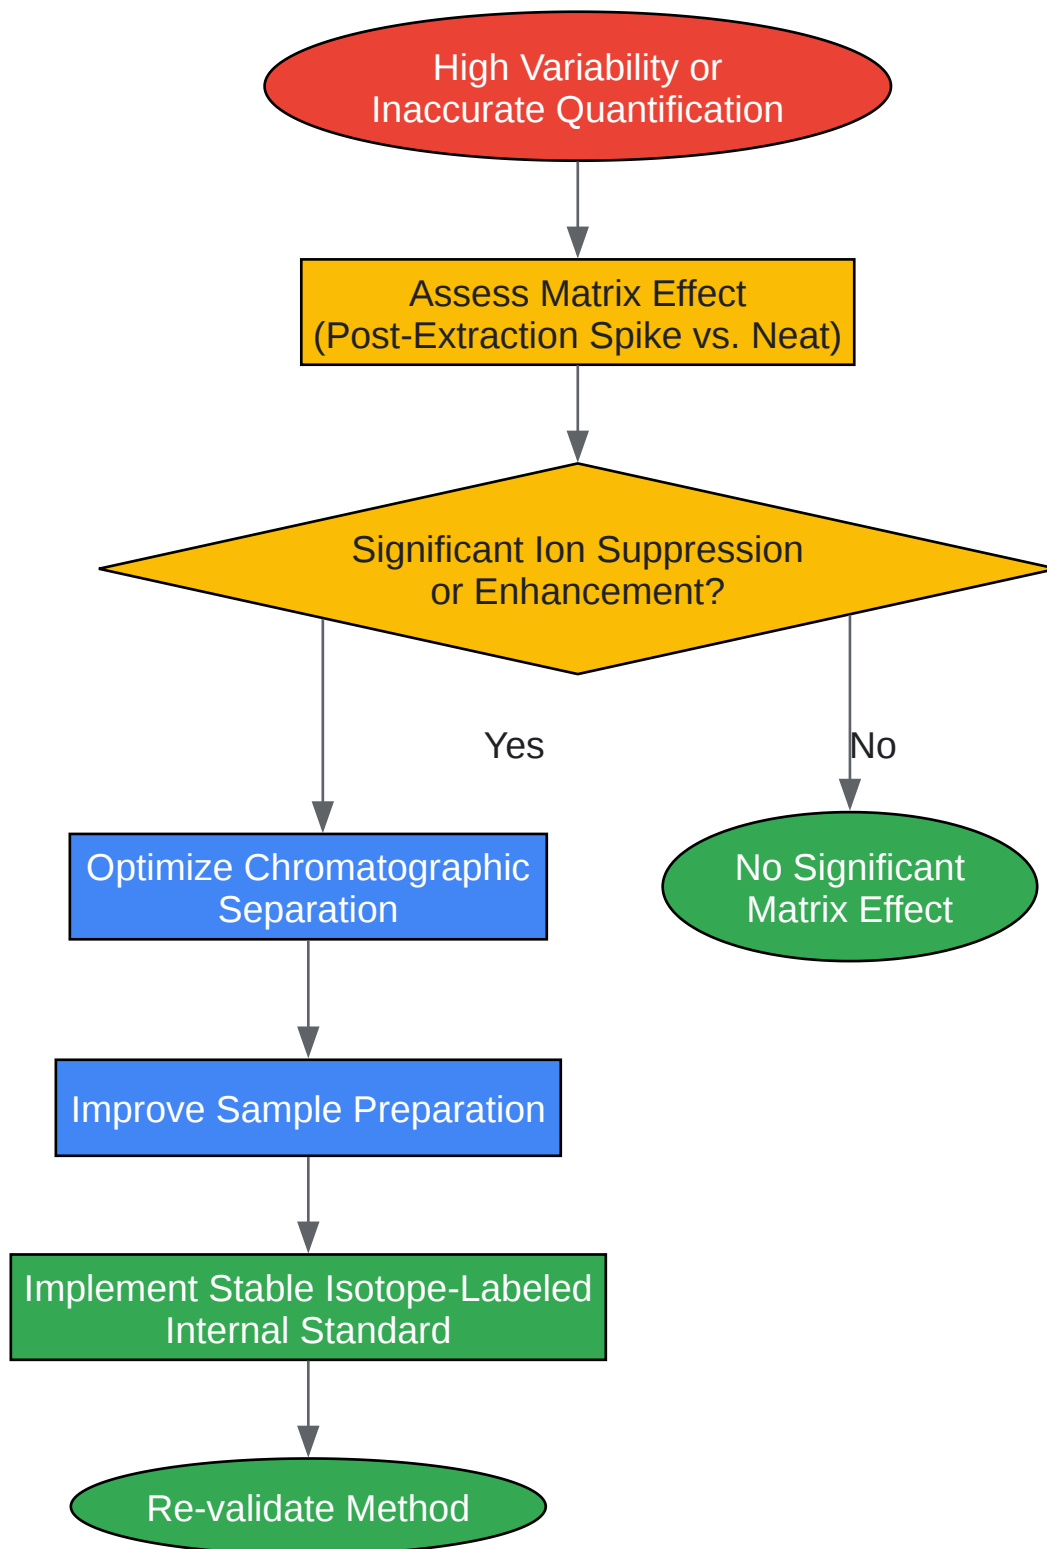 High Variability or
Inaccurate Quantification
Assess Matrix Effect
(Post-Extraction Spike vs. Neat)
Significant Ion Suppression
or Enhancement?
Yes
No
Optimize Chromatographic
Separation
No Significant
Matrix Effect
Improve Sample Preparation
Implement Stable Isotope-Labeled
Internal Standard
Re-validate Method